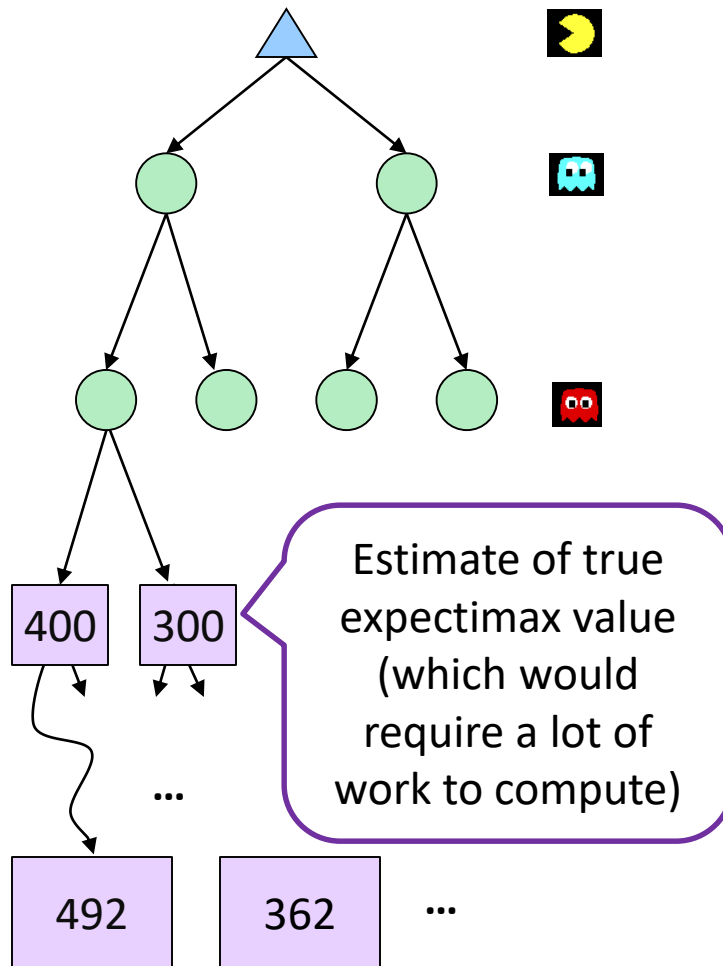 Estimate of true
expectimax value
(which would
require a lot of
work to compute)
400 300
...
492 362 ...